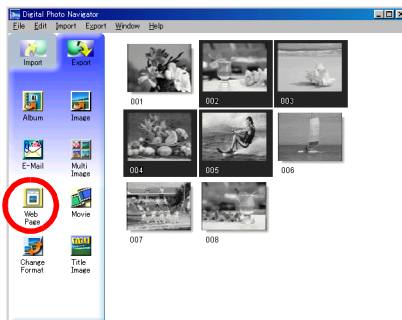 Digital Photo Navigator
File Edit Import Export Window Help
Import Export
Album Image
E-Mail Multi Image
Web Page Movie
Change Format Title Image
001 002 003
004 005 006
007 008